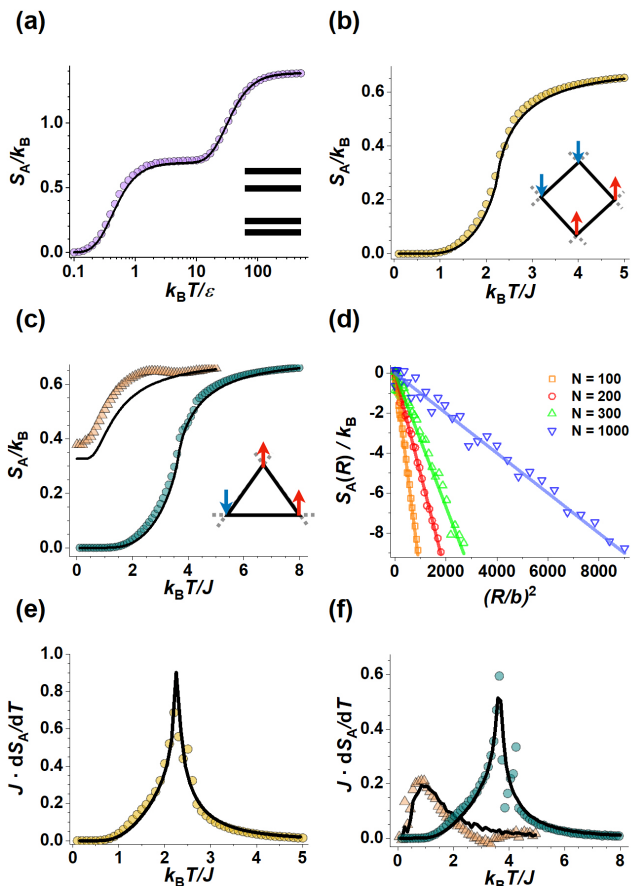 (a)
(b)
S_A/k_B
1.5
1.0
0.5
0.0
0.1
1
10
100
k_BT/ε
S_A/k_B
0.6
0.4
0.2
0.0
0
1
2
3
4
5
k_BT/J
(c)
(d)
S_A/k_B
0.6
0.4
0.2
0.0
0
2
4
6
8
k_BT/J
S_A(R) / k_B
0
-2
-4
-6
-8
N = 100
N = 200
N = 300
N = 1000
0
2000
4000
6000
8000
(R/b)²
(e)
(f)
J · dS_A/dT
1.0
0.8
0.6
0.4
0.2
0.0
0
1
2
3
4
5
k_BT/J
J · dS_A/dT
0.6
0.4
0.2
0.0
0
2
4
6
8
k_BT/J